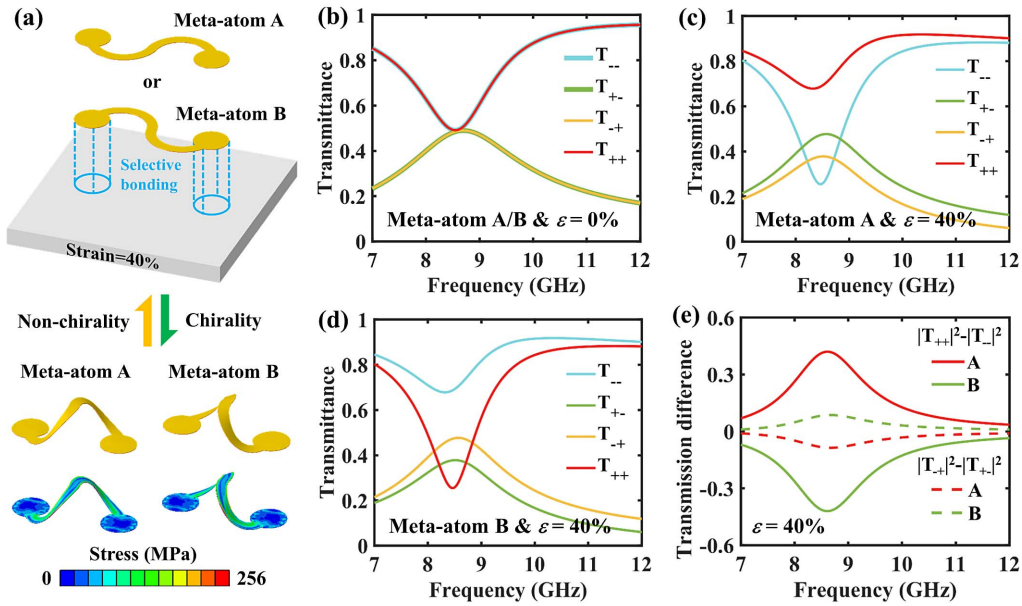 (a)
Meta-atom A
or
Meta-atom B
Selective
bonding
Strain=40%
Non-chirality
Chirality
Meta-atom A
Meta-atom B
Stress (MPa)
0
256
(b)
1
0.8
0.6
0.4
0.2
0
Transmittance
T--
T+-
T-+
T++
Meta-atom A/B & ε = 0%
7 8 9 10 11 12
Frequency (GHz)
(c)
1
0.8
0.6
0.4
0.2
0
Transmittance
T--
T+-
T-+
T++
Meta-atom A & ε = 40%
7 8 9 10 11 12
Frequency (GHz)
(d)
1
0.8
0.6
0.4
0.2
0
Transmittance
T--
T+-
T-+
T++
Meta-atom B & ε = 40%
7 8 9 10 11 12
Frequency (GHz)
(e)
0.6
0.3
0
-0.3
-0.6
Transmission difference
|T++|²-|T--|²
A
B
|T-+|²-|T+-|²
A
B
ε = 40%
7 8 9 10 11 12
Frequency (GHz)